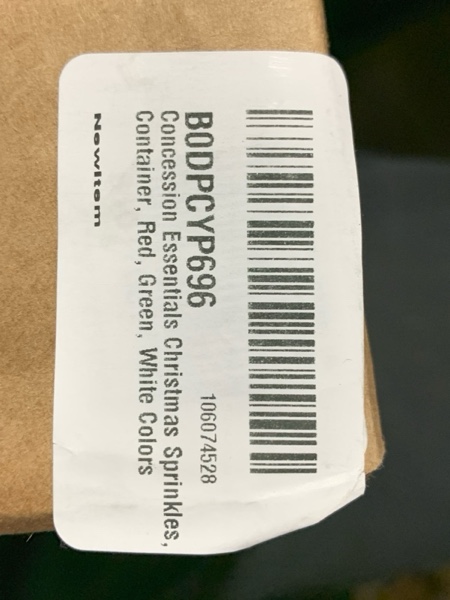 B0DPCYP696 106074528
Concession Essentials Christmas Sprinkles,
Container, Red, Green, White Colors
NewItem